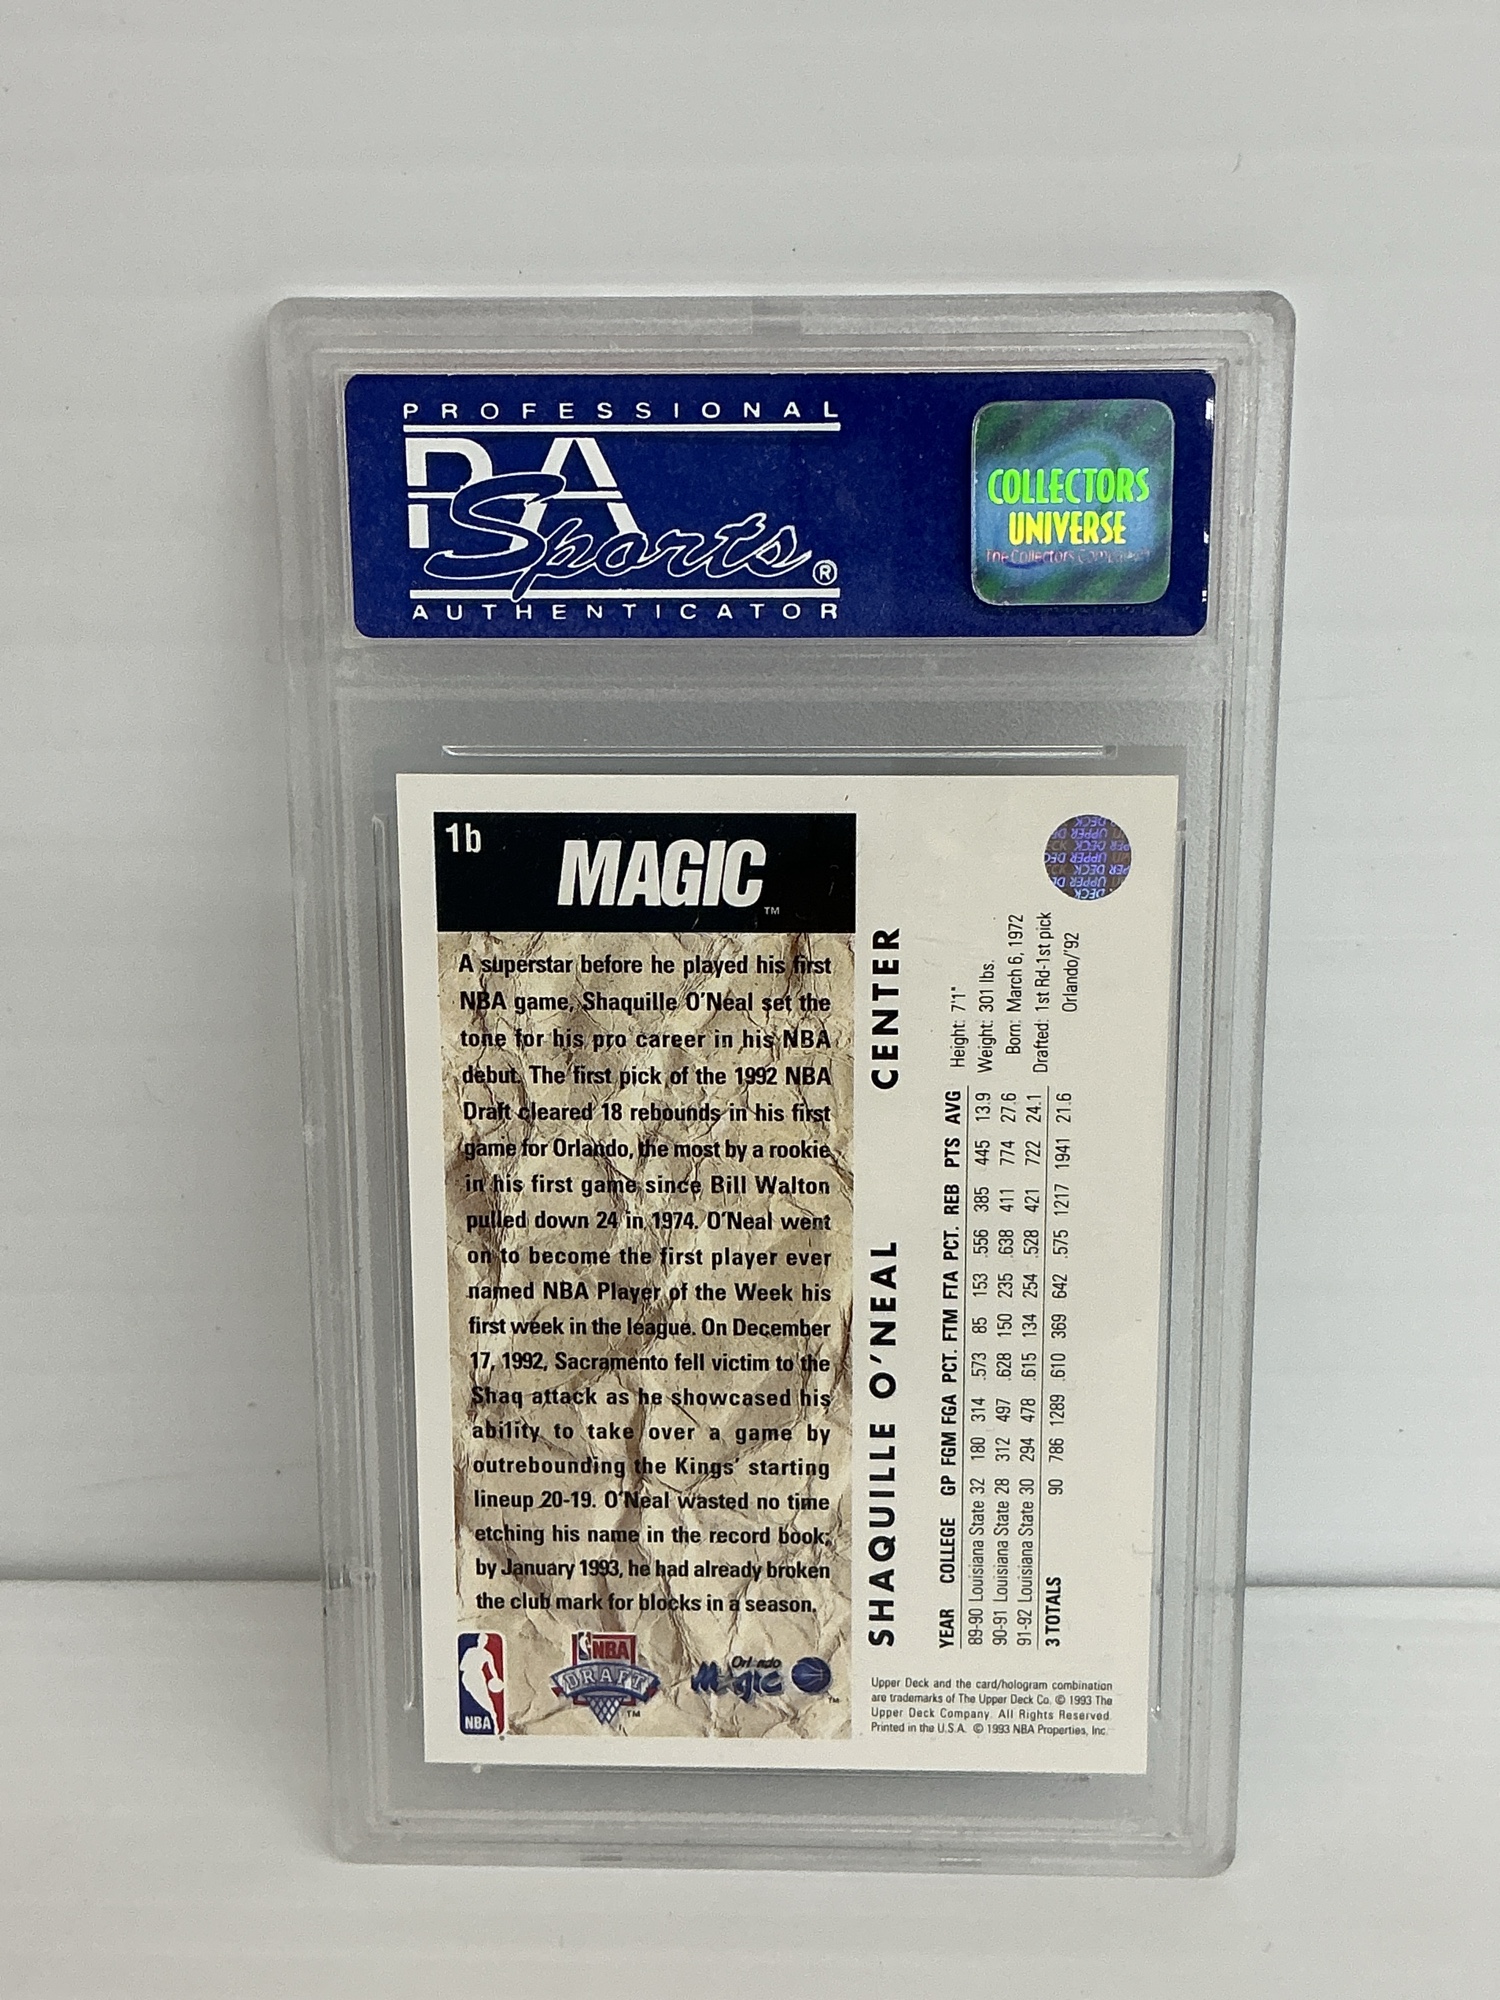 PROFESSIONAL
PSA
Sports®
AUTHENTICATOR
COLLECTORS
UNIVERSE
The Collectors Company
1b
MAGIC™
A superstar before he played his first
NBA game, Shaquille O'Neal set the
tone for his pro career in his NBA
debut. The first pick of the 1992 NBA
Draft cleared 18 rebounds in his first
game for Orlando, the most by a rookie
in his first game since Bill Walton
pulled down 24 in 1974. O'Neal went
on to become the first player ever
named NBA Player of the Week his
first week in the league. On December
17, 1992, Sacramento fell victim to the
Shaq attack as he showcased his
ability to take over a game by
outrebounding the Kings' starting
lineup 20-19. O'Neal wasted no time
etching his name in the record book;
by January 1993, he had already broken
the club mark for blocks in a season.
NBA
NBA
DRAFT™
Orlando
Magic™
SHAQUILLE O'NEAL CENTER
Height: 7'1"
Weight: 301 lbs.
Born: March 6, 1972
Drafted: 1st Rd-1st pick
Orlando/'92
YEAR COLLEGE GP FGM FGA PCT. FTM FTA PCT. REB PTS AVG
89-90 Louisiana State 32 180 314 .573 85 153 .556 385 445 13.9
90-91 Louisiana State 28 312 497 .628 150 235 .638 411 774 27.6
91-92 Louisiana State 30 294 478 .615 134 254 .528 421 722 24.1
3 TOTALS 90 786 1289 .610 369 642 .575 1217 1941 21.6
UPPER DECK
Upper Deck and the card/hologram combination
are trademarks of The Upper Deck Co. © 1993 The
Upper Deck Company. All Rights Reserved.
Printed in the U.S.A. © 1993 NBA Properties, Inc.